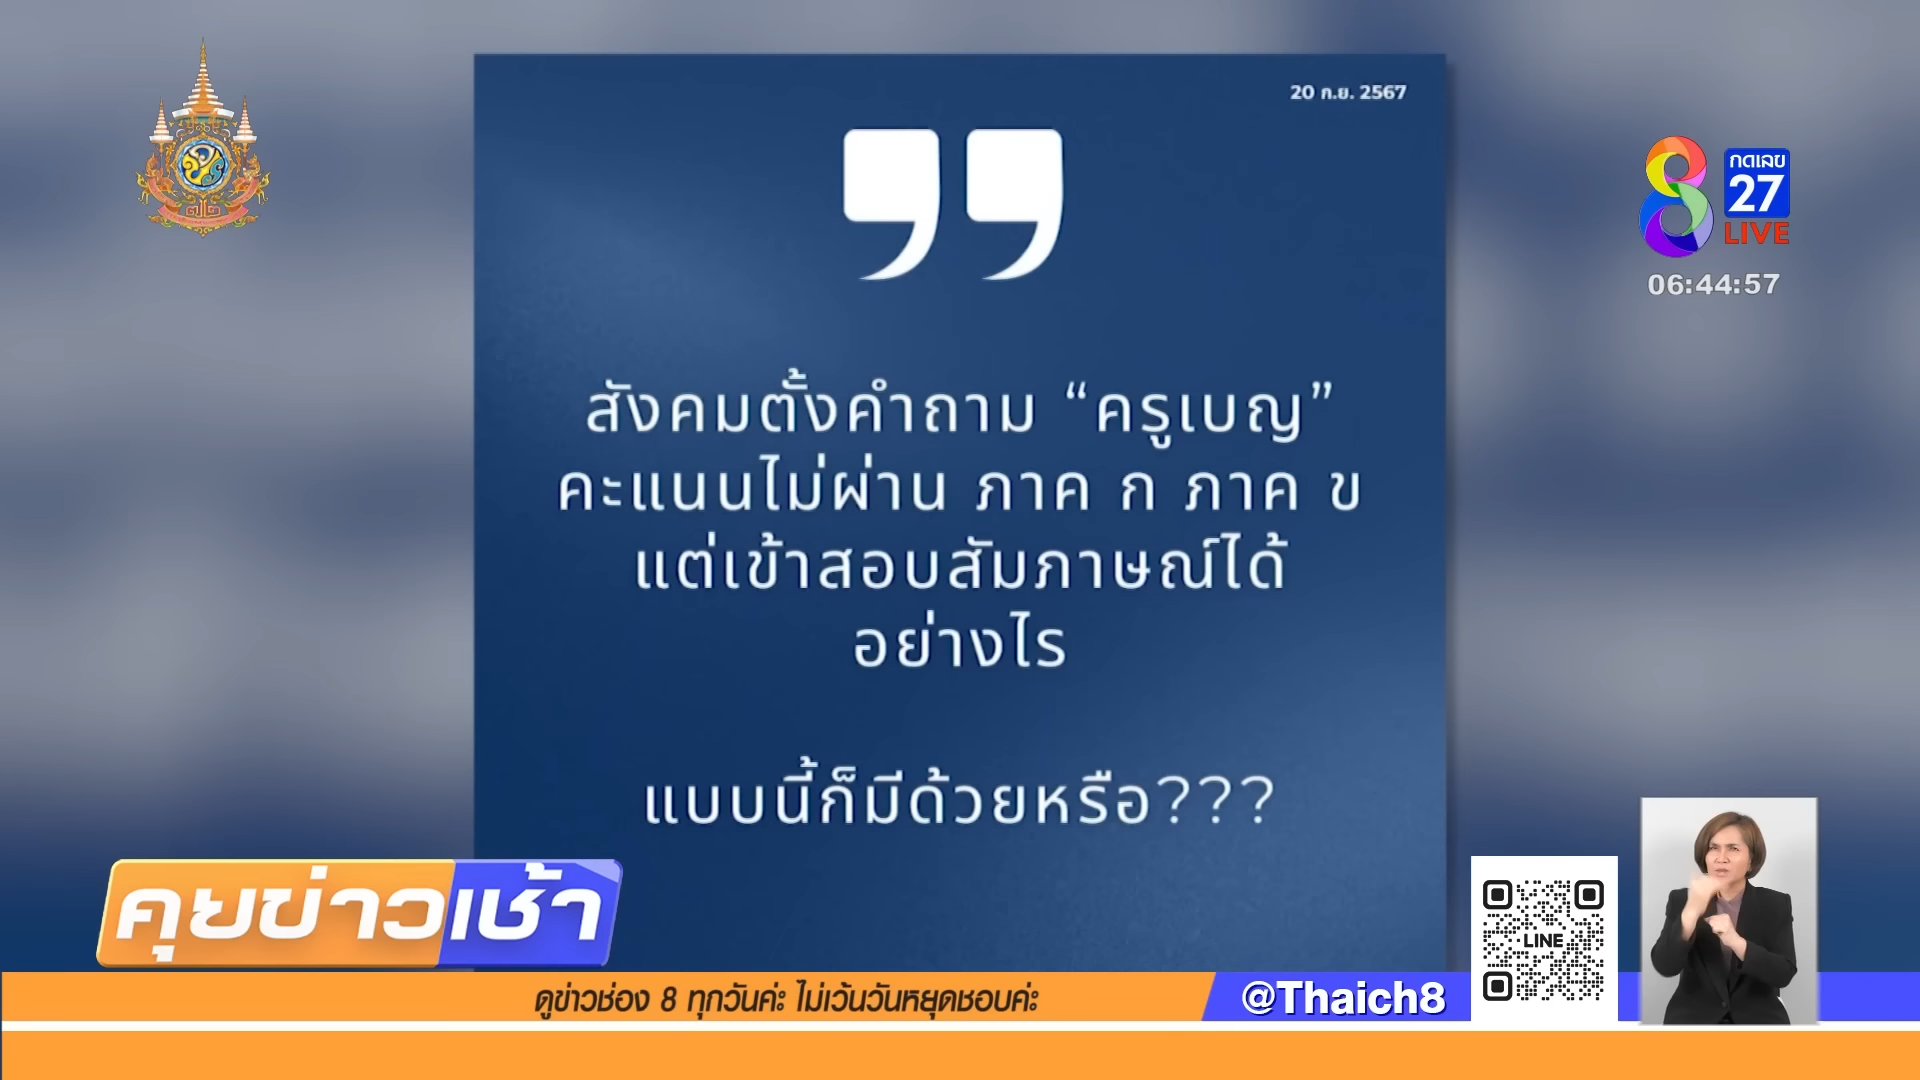 20 ก.ย. 2567
กดเลข
27
LIVE
06:44:57
สังคมตั้งคำถาม “ครูเบญ”
คะแนนไม่ผ่าน ภาค ก ภาค ข
แต่เข้าสอบสัมภาษณ์ได้
อย่างไร
แบบนี้ก็มีด้วยหรือ???
คุยข่าวเช้า
LINE
ดูข่าวช่อง 8 ทุกวันค่ะ ไม่เว้นวันหยุดชอบค่ะ
@Thaich8